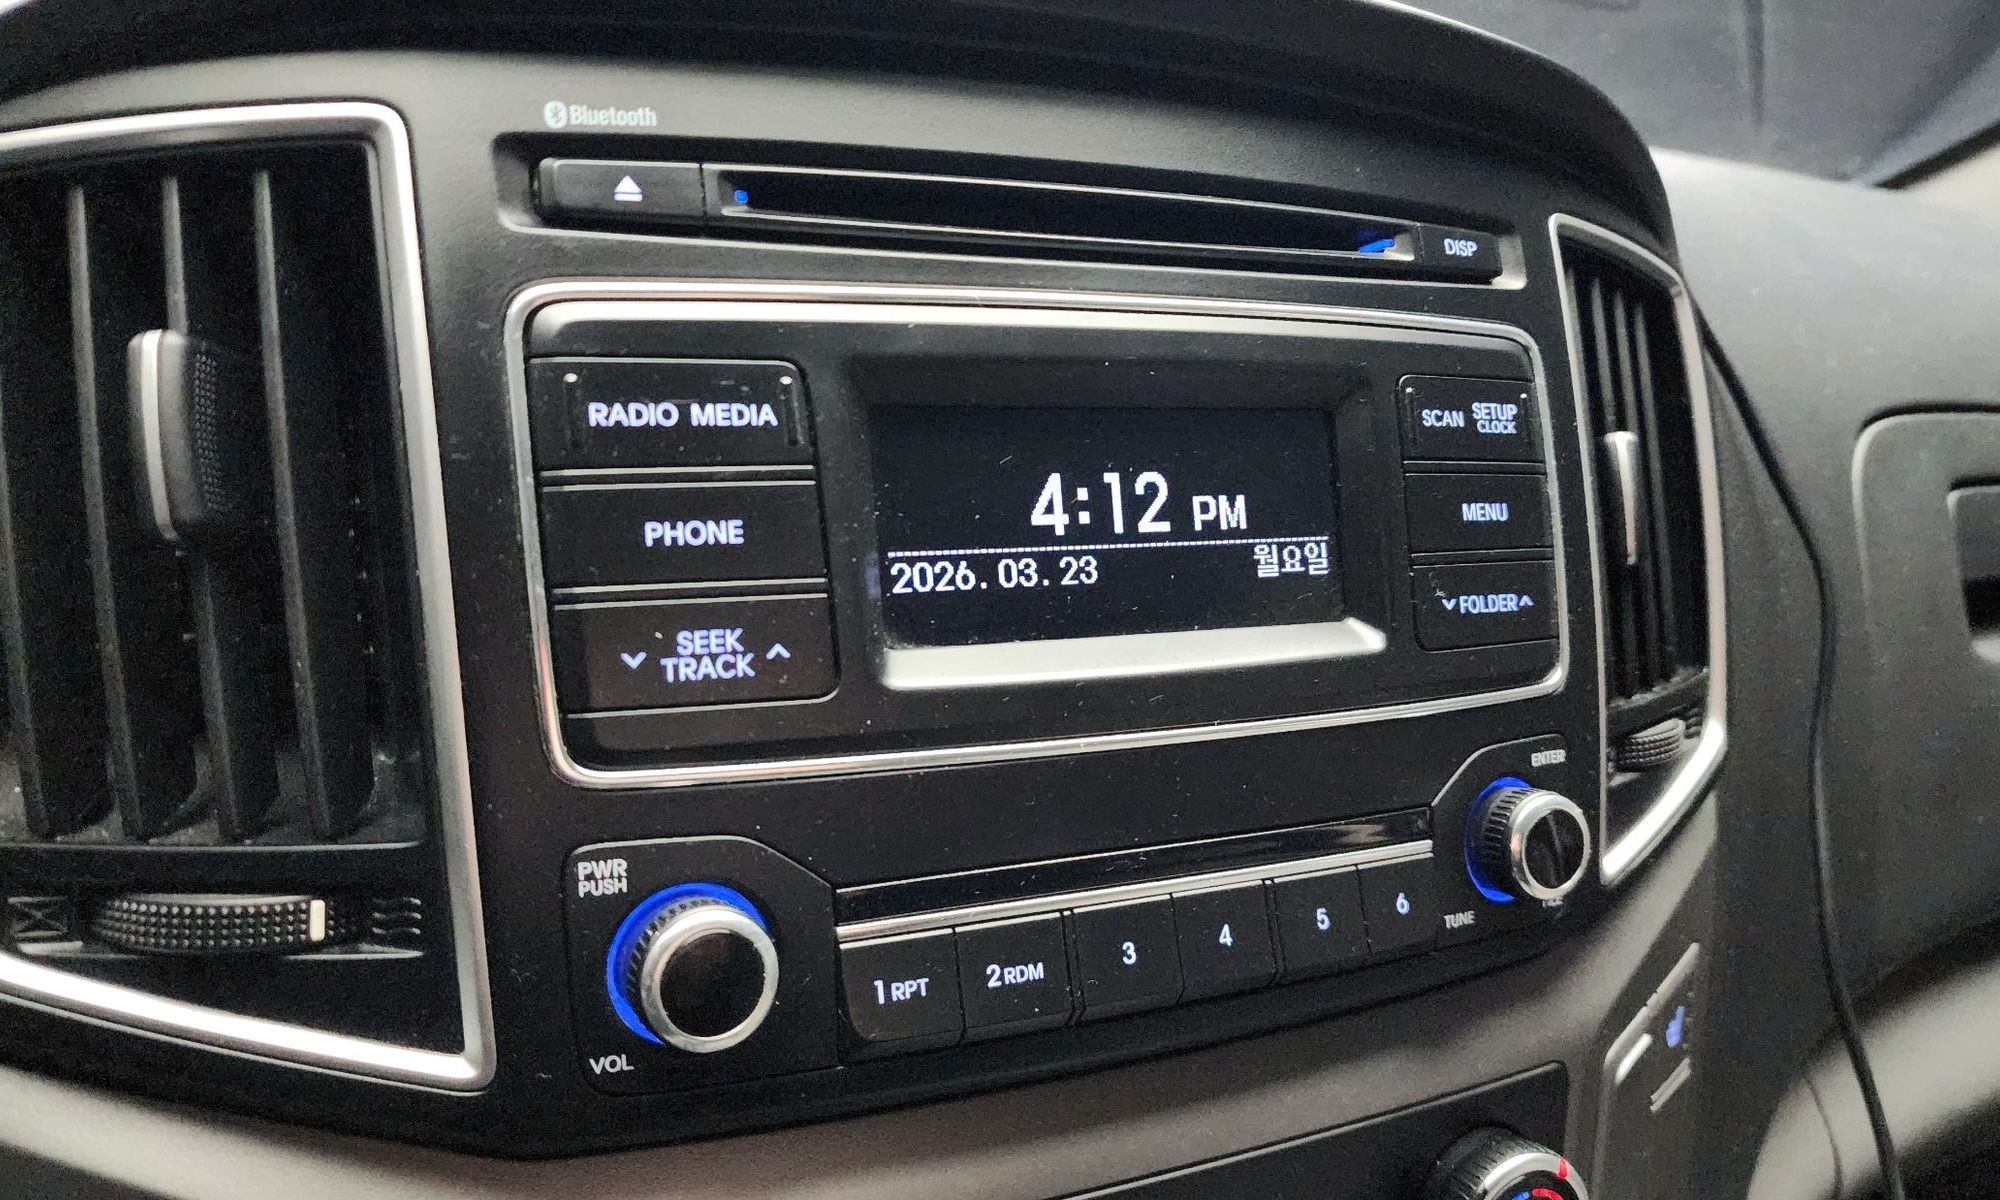 Bluetooth
DISP
RADIO MEDIA
PHONE
SEEK
TRACK
4:12 PM
2026.03.23 월요일
SCAN SETUP
CLOCK
MENU
FOLDER
PWR
PUSH
VOL
1 RPT
2 RDM
3
4
5
6
ENTER
TUNE